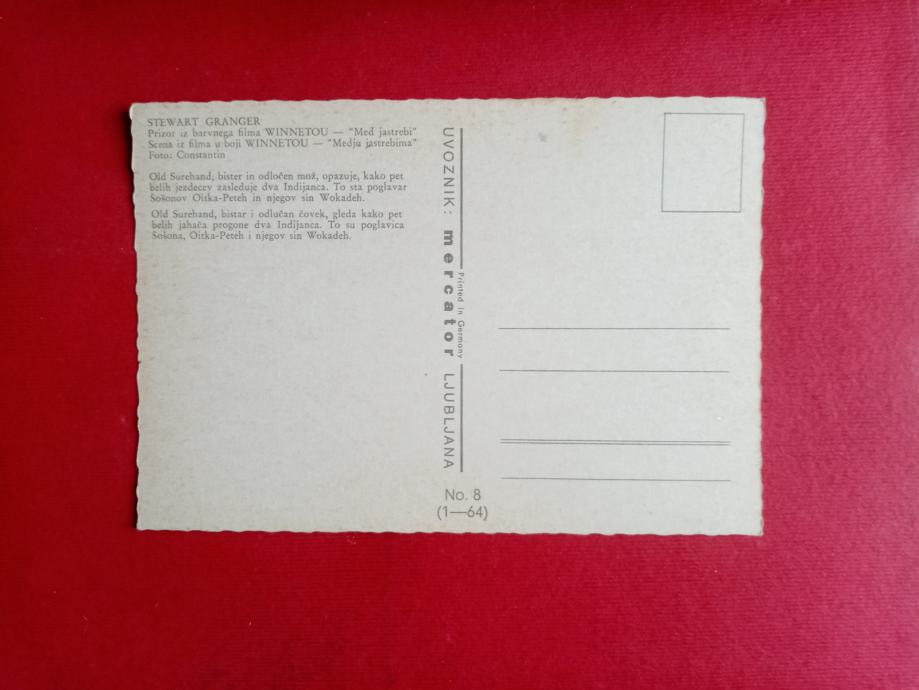 STEWART GRANGER
Prizor iz barvnega filma WINNETOU — "Med jastrebi"
Scena iz filma u boji WINNETOU — "Medju jastrebima"
Foto: Constantin
Old Surehand, bister in odločen mož, opazuje, kako pet
belih jezdecev zasleduje dva Indijanca. To sta poglavar
Šošonov Oitka-Peteh in njegov sin Wokadeh.
Old Surehand, bistar i odlučan čovek, gleda kako pet
belih jahača progone dva Indijanca. To su poglavica
Šošona, Oitka-Peteh i njegov sin Wokadeh.
UVOZNIK: mercator LJUBLJANA
Printed in Germony
No. 8
(1—64)